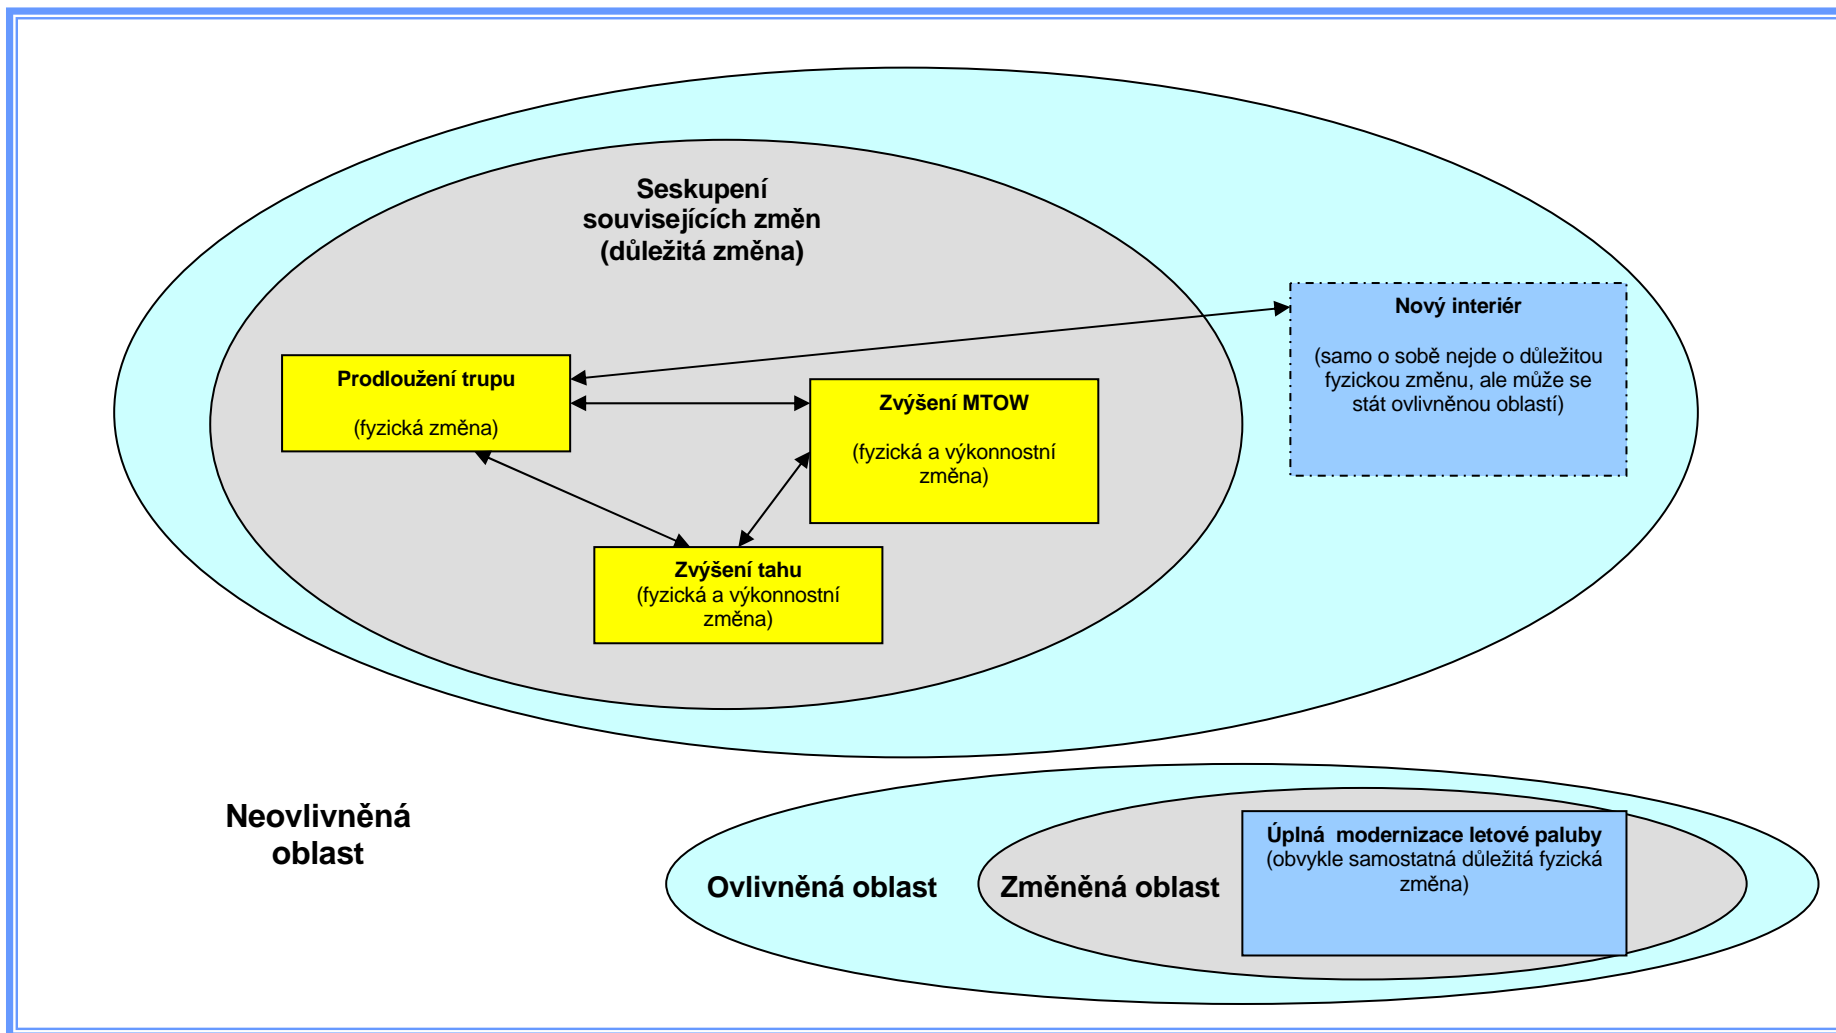 Seskupení
souvisejících změn
(důležitá změna)
Nový interiér
(samo o sobě nejde o důležitou
fyzickou změnu, ale může se
stát ovlivněnou oblastí)
Prodloužení trupu
(fyzická změna)
Zvýšení MTOW
(fyzická a výkonnostní
změna)
Zvýšení tahu
(fyzická a výkonnostní
změna)
Neovlivněná
oblast
Ovlivněná oblast
Změněná oblast
Úplná modernizace letové paluby
(obvykle samostatná důležitá fyzická
změna)